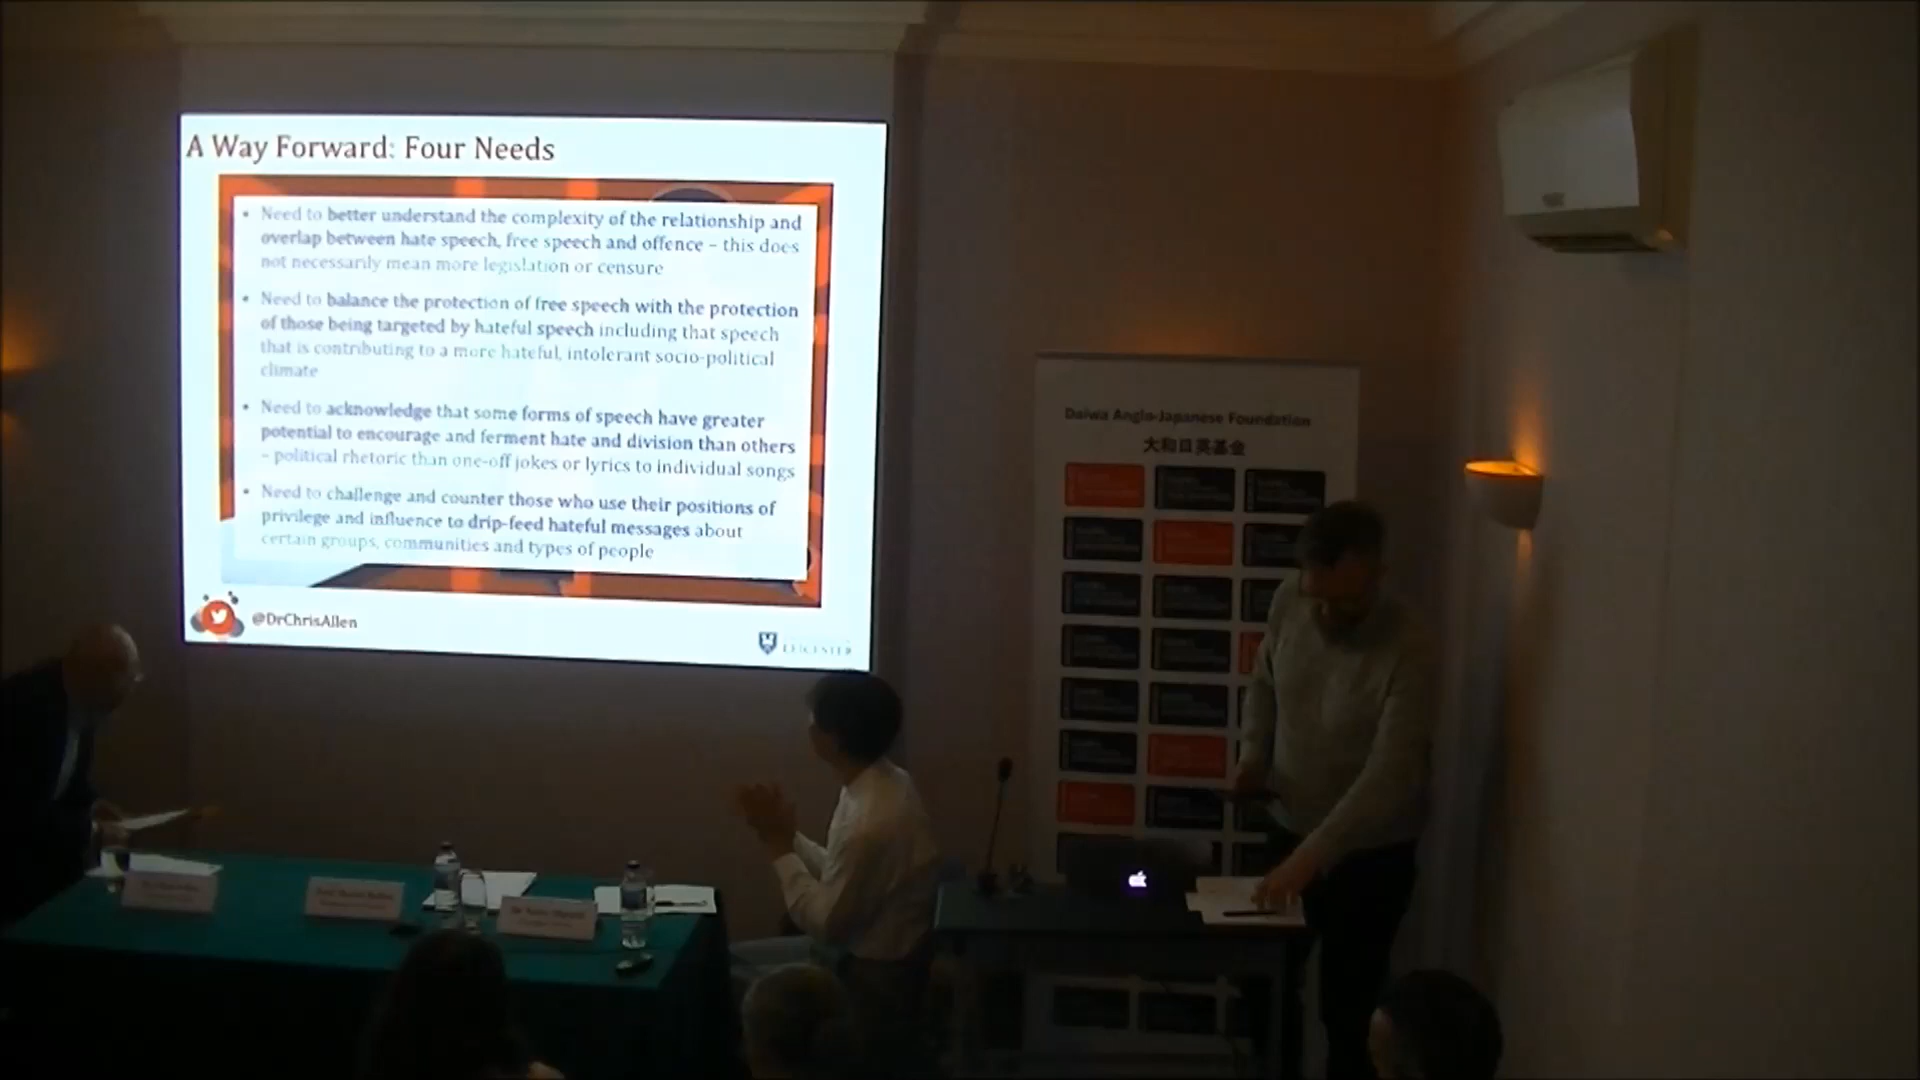 A Way Forward: Four Needs
• Need to better understand the complexity of the relationship and
overlap between hate speech, free speech and offence – this does
not necessarily mean more legislation or censure
• Need to balance the protection of free speech with the protection
of those being targeted by hateful speech including that speech
that is contributing to a more hateful, intolerant socio-political
climate
• Need to acknowledge that some forms of speech have greater
potential to encourage and ferment hate and division than others
– political rhetoric than one-off jokes or lyrics to individual songs
• Need to challenge and counter those who use their positions of
privilege and influence to drip-feed hateful messages about
certain groups, communities and types of people
@DrChrisAllen
LEICESTER
Daiwa Anglo-Japanese Foundation
大和日英基金